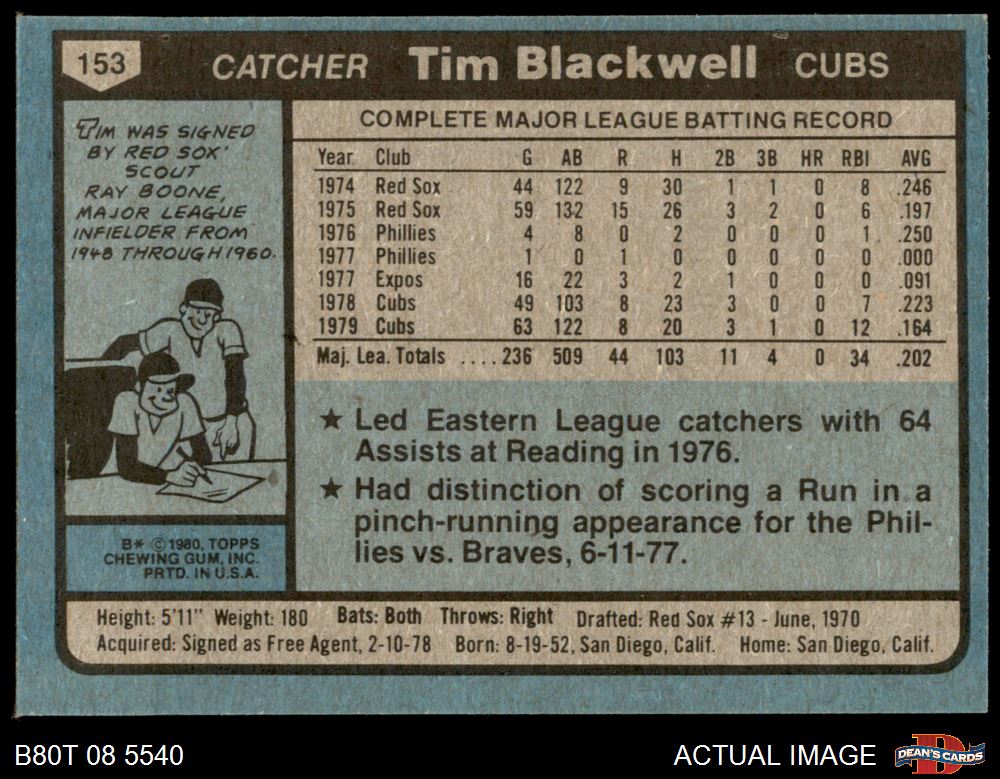 153 CATCHER Tim Blackwell CUBS
TIM WAS SIGNED
BY RED SOX'
SCOUT
RAY BOONE,
MAJOR LEAGUE
INFIELDER FROM
1948 THROUGH 1960.
COMPLETE MAJOR LEAGUE BATTING RECORD
Year Club G AB R H 2B 3B HR RBI AVG
1974 Red Sox 44 122 9 30 1 1 0 8 .246
1975 Red Sox 59 132 15 26 3 2 0 6 .197
1976 Phillies 4 8 0 2 0 0 0 1 .250
1977 Phillies 1 0 1 0 0 0 0 0 .000
1977 Expos 16 22 3 2 1 0 0 0 .091
1978 Cubs 49 103 8 23 3 0 0 7 .223
1979 Cubs 63 122 8 20 3 1 0 12 .164
Maj. Lea. Totals ....236 509 44 103 11 4 0 34 .202
★ Led Eastern League catchers with 64
Assists at Reading in 1976.
★ Had distinction of scoring a Run in a
pinch-running appearance for the Phil-
lies vs. Braves, 6-11-77.
B* © 1980, TOPPS
CHEWING GUM, INC.
PRTD. IN U.S.A.
Height: 5'11" Weight: 180 Bats: Both Throws: Right Drafted: Red Sox #13 - June, 1970
Acquired: Signed as Free Agent, 2-10-78 Born: 8-19-52, San Diego, Calif. Home: San Diego, Calif.
B80T 08 5540 ACTUAL IMAGE DEAN'S CARDS